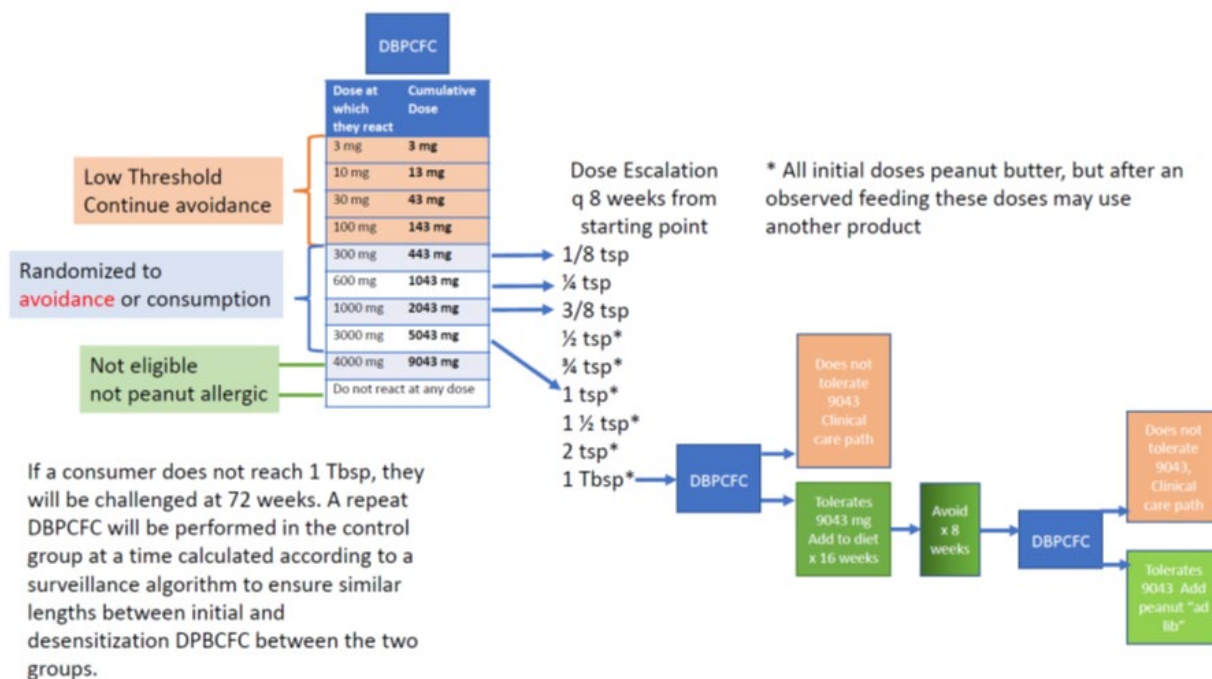 DBPCFC
Dose at which they react Cumulative Dose
3 mg 3 mg
10 mg 13 mg
30 mg 43 mg
100 mg 143 mg
300 mg 443 mg
600 mg 1043 mg
1000 mg 2043 mg
3000 mg 5043 mg
4000 mg 9043 mg
Do not react at any dose
Low Threshold
Continue avoidance
Randomized to
avoidance or consumption
Not eligible
not peanut allergic
Dose Escalation
q 8 weeks from
starting point
1/8 tsp
¼ tsp
3/8 tsp
½ tsp*
¾ tsp*
1 tsp*
1 ½ tsp*
2 tsp*
1 Tbsp*
* All initial doses peanut butter, but after an
observed feeding these doses may use
another product
DBPCFC
Does not
tolerate
9043
Clinical
care path
Tolerates
9043 mg
Add to diet
x 16 weeks
Avoid
x 8
weeks
DBPCFC
Does not
tolerate
9043,
Clinical
care path
Tolerates
9043 Add
peanut "ad
lib"
If a consumer does not reach 1 Tbsp, they
will be challenged at 72 weeks. A repeat
DBPCFC will be performed in the control
group at a time calculated according to a
surveillance algorithm to ensure similar
lengths between initial and
desensitization DPBCFC between the two
groups.